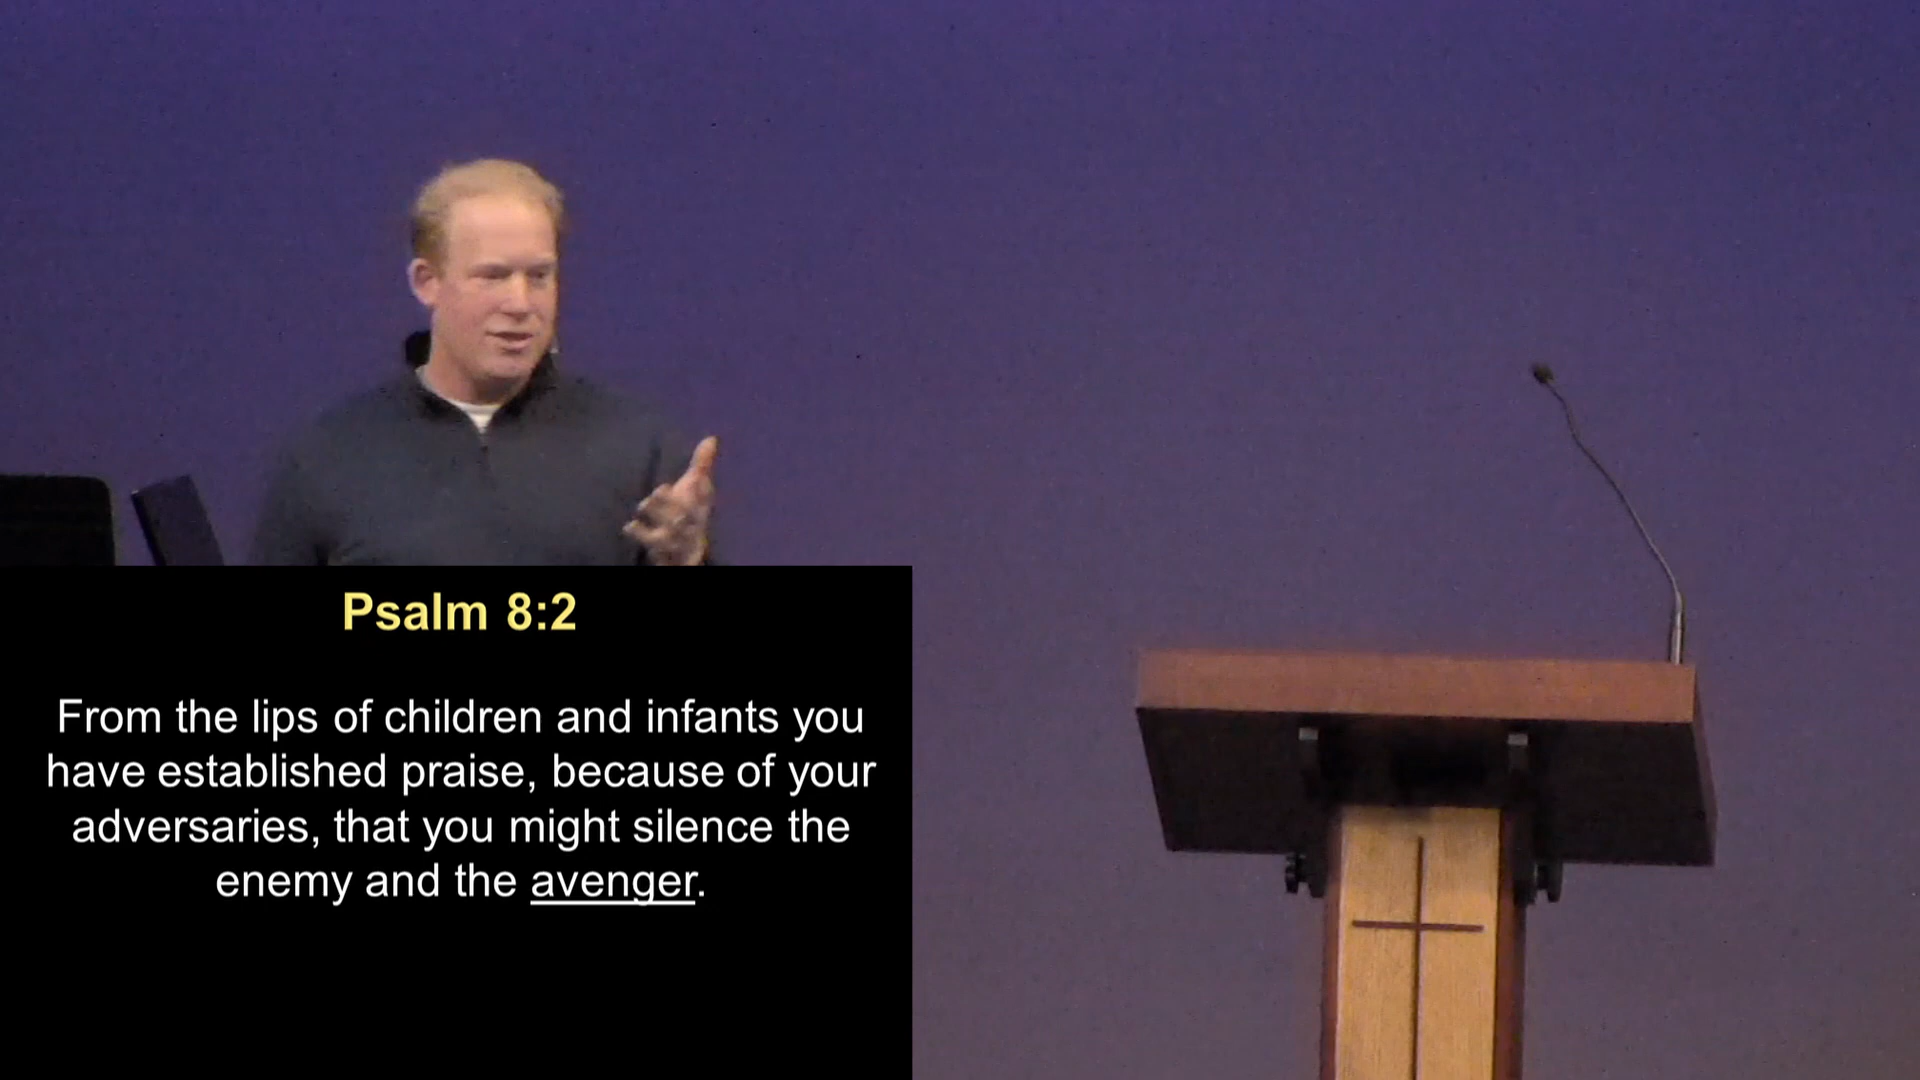 Psalm 8:2
From the lips of children and infants you
have established praise, because of your
adversaries, that you might silence the
enemy and the avenger.